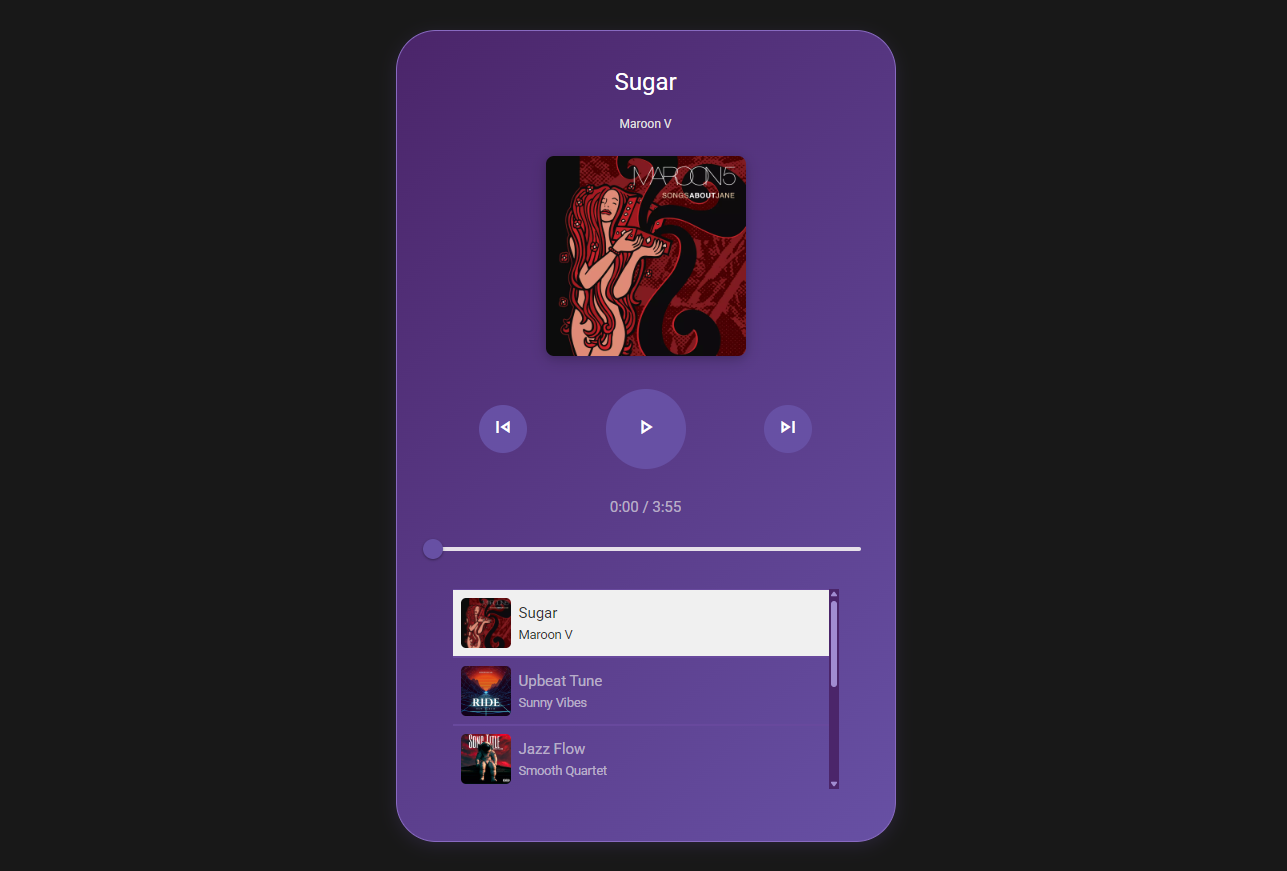 Sugar
Maroon V
MAROON5
SONGSABOUTJANE
0:00 / 3:55
Sugar
Maroon V
RIDE
Upbeat Tune
Sunny Vibes
SONG TITLE
Jazz Flow
Smooth Quartet